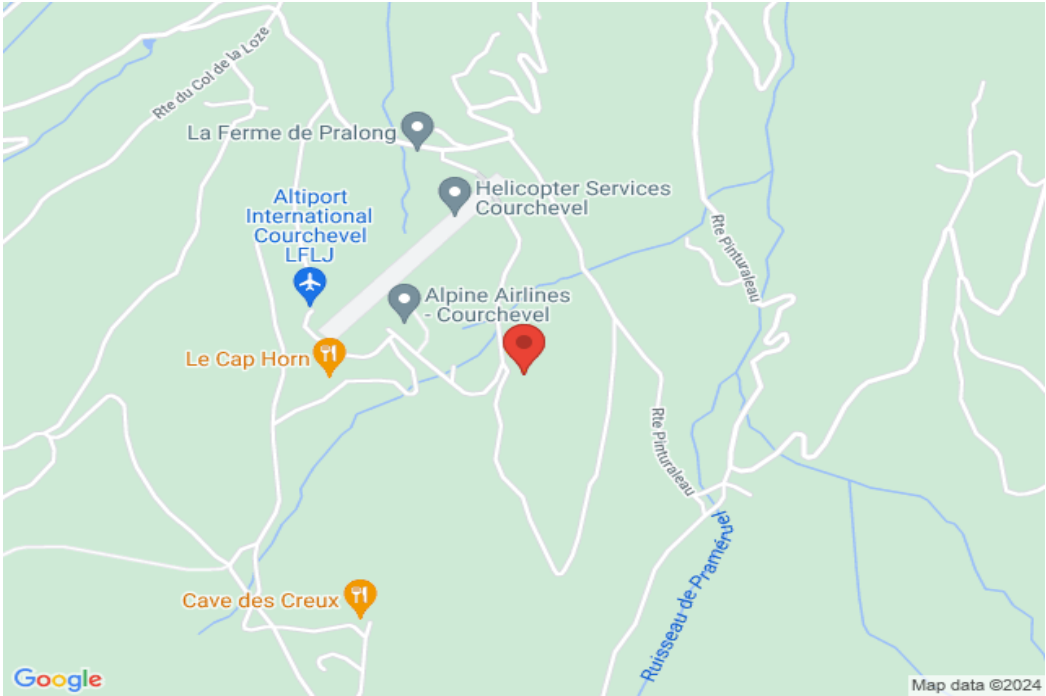 Rte du Col de la Loze
La Ferme de Pralong
Helicopter Services
Courchevel
Altiport
International
Courchevel
LFLJ
Rte Pinturaleau
Alpine Airlines
- Courchevel
Le Cap Horn
Rte Pinturaleau
Ruisseau de Praméruel
Cave des Creux
Google
Map data ©2024